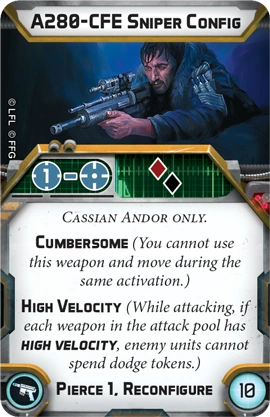 A280-CFE Sniper Config
© LFL © FFG
1-
Cassian Andor only.
Cumbersome (You cannot use
this weapon and move during the
same activation.)
High Velocity (While attacking, if
each weapon in the attack pool has
high velocity, enemy units cannot
spend dodge tokens.)
Pierce 1, Reconfigure
10